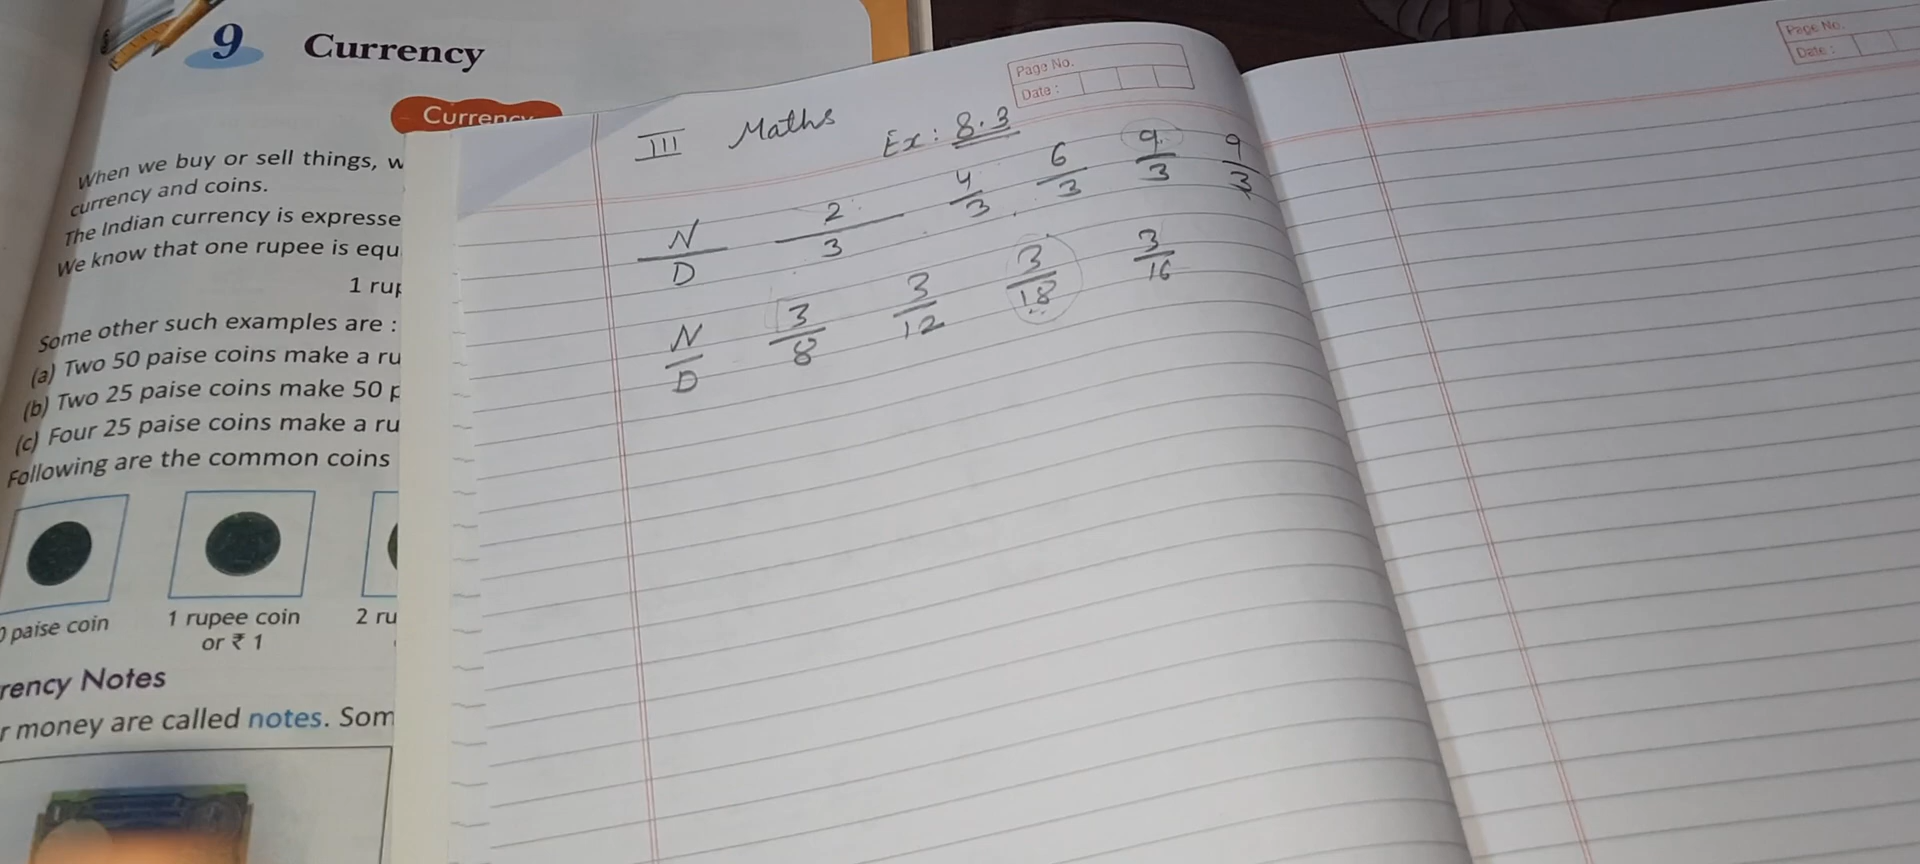 9 Currency
Currency
When we buy or sell things, w
currency and coins.
The Indian currency is expresse
We know that one rupee is equ
1 rup
Some other such examples are :
(a) Two 50 paise coins make a ru
(b) Two 25 paise coins make 50 p
(c) Four 25 paise coins make a ru
Following are the common coins
0 paise coin 1 rupee coin 2 ru
or ₹ 1
rency Notes
r money are called notes. Som
Page No.
Date :
III Maths Ex: 8.3
N/D 2/3 4/3 6/3 9/3 9/3
N/D 3/8 3/12 3/18 3/16
Page No.
Date :